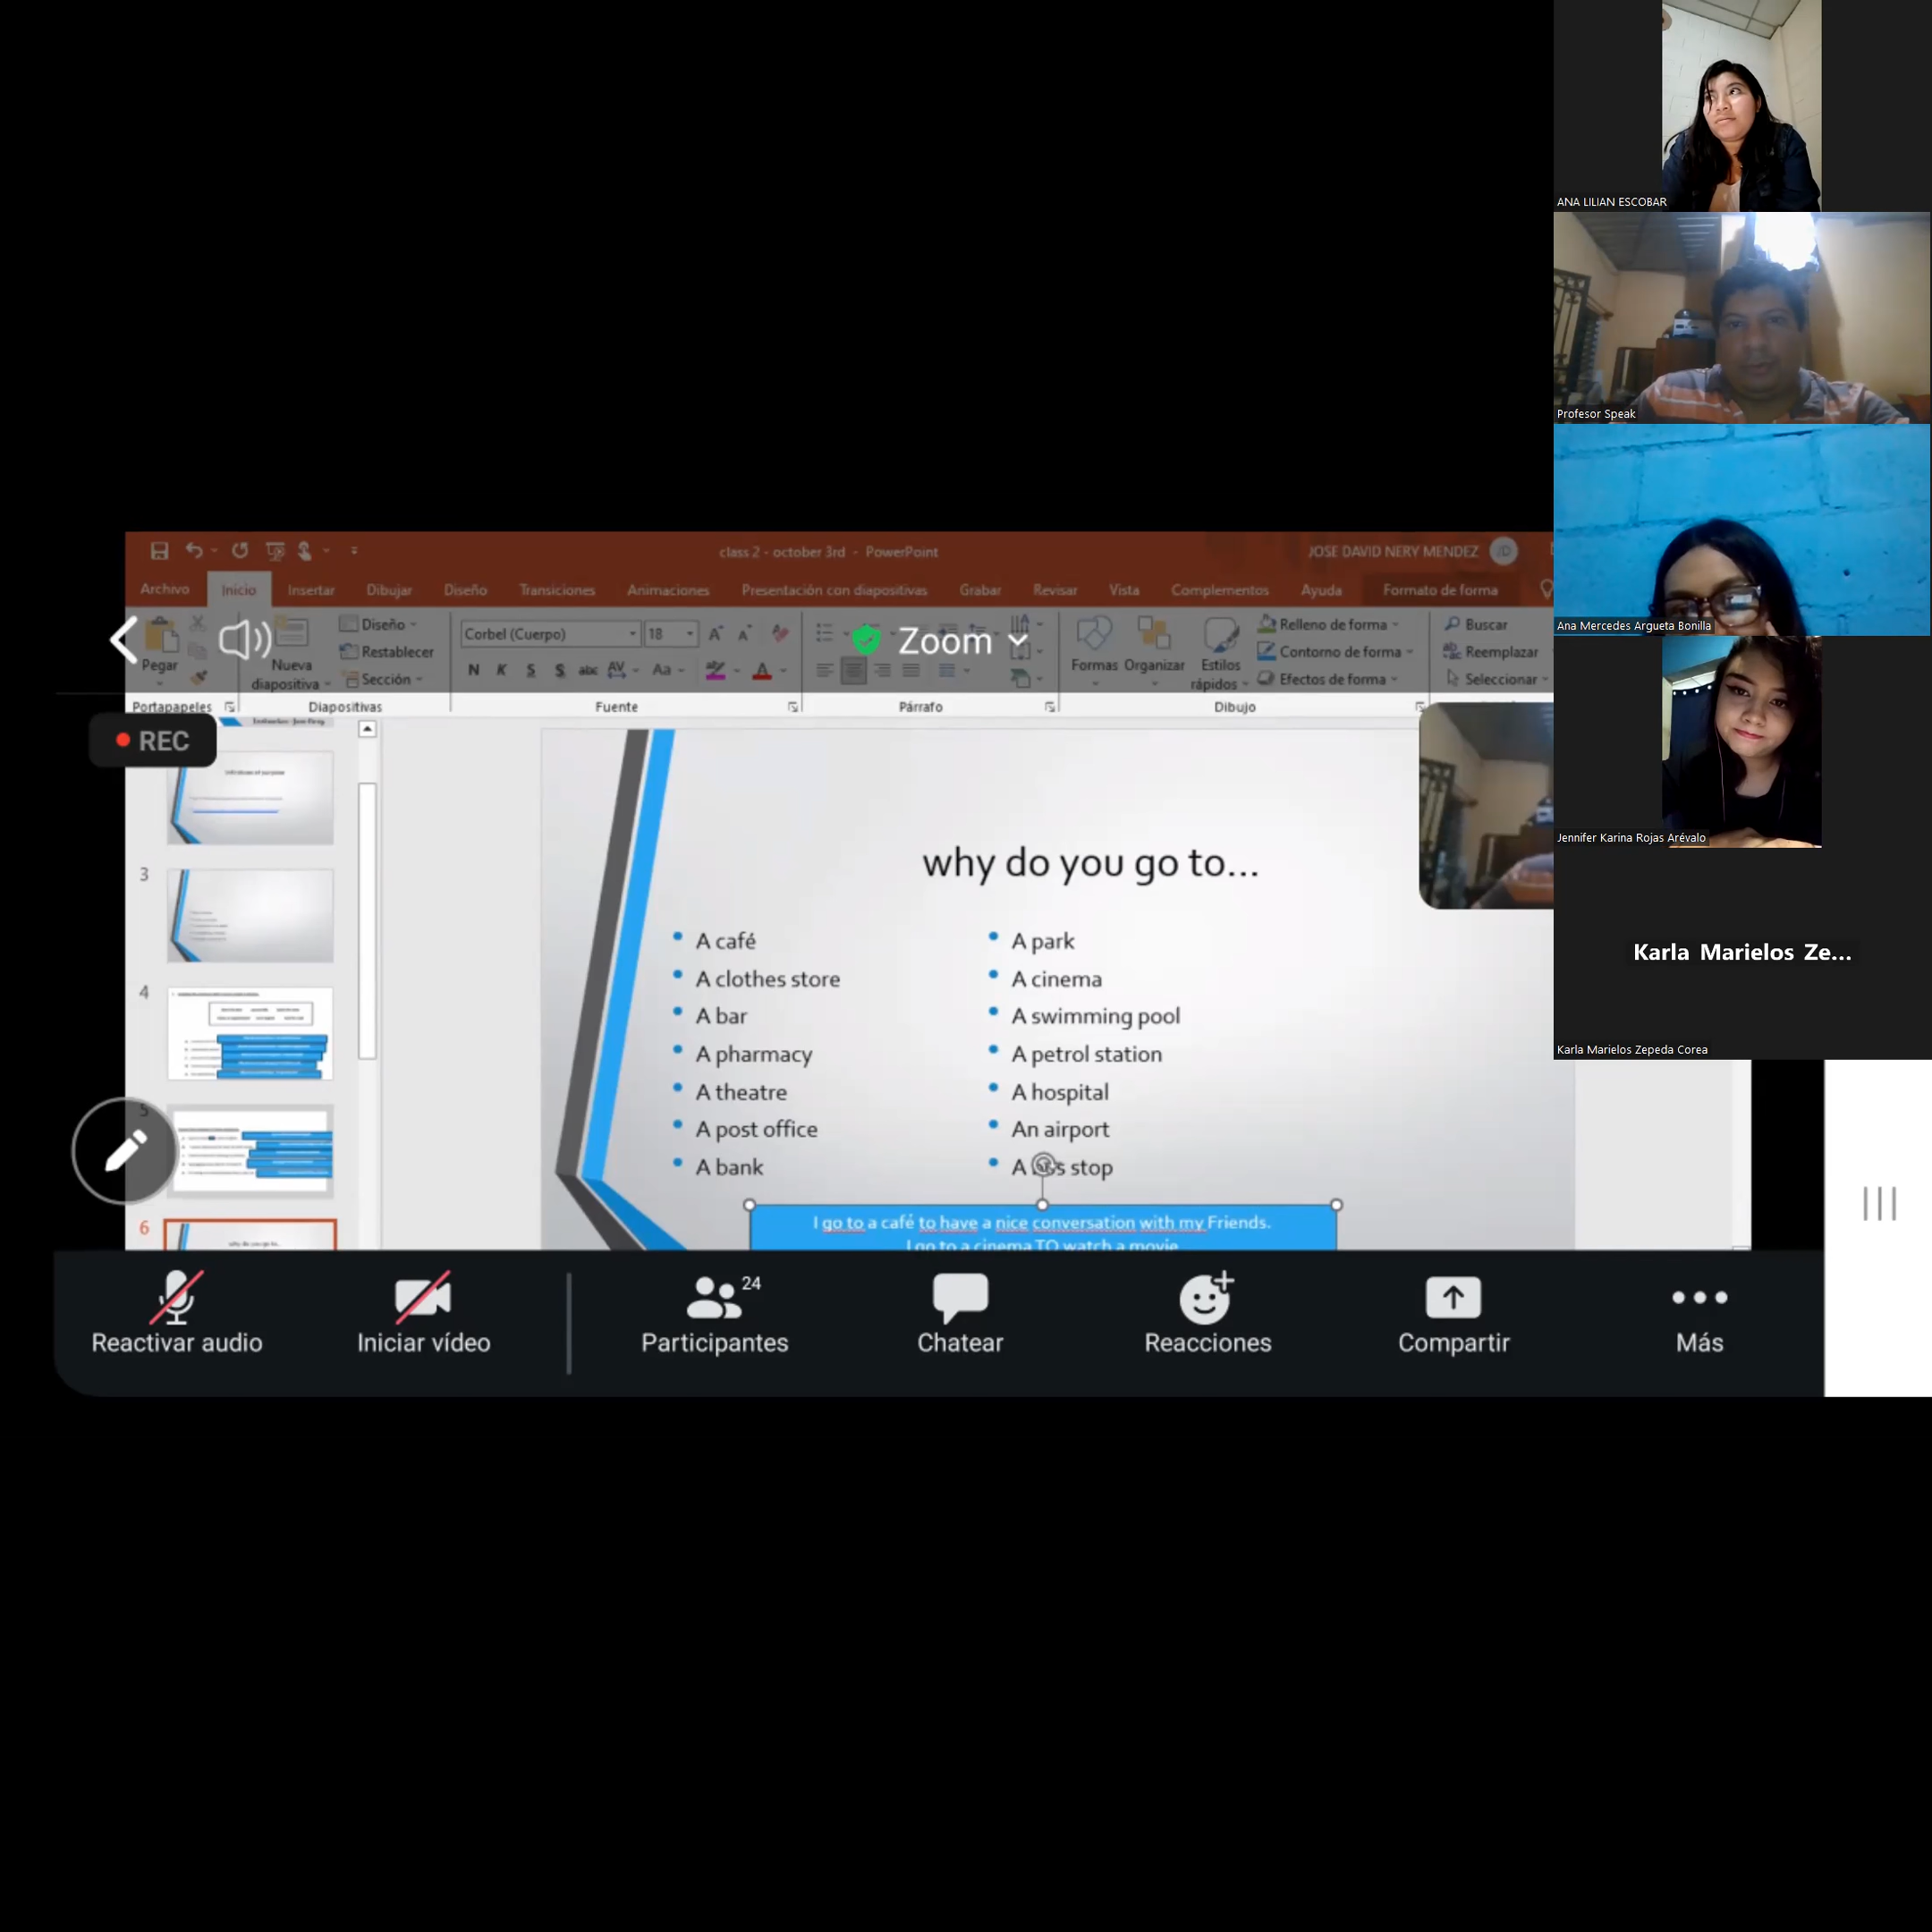 class 2 - october 3rd - PowerPoint
JOSE DAVID NERY MENDEZ
Archivo Inicio Insertar Dibujar Diseño Transiciones Animaciones Presentación con diapositivas Grabar Revisar Vista Complementos Ayuda Formato de forma
Pegar
Nueva
diapositiva
Diseño
Restablecer
Sección
Corbel (Cuerpo) 18
Zoom
Formas Organizar Estilos
rápidos
Relleno de forma
Contorno de forma
Efectos de forma
Buscar
Reemplazar
Seleccionar
Portapapeles Diapositivas Fuente Párrafo Dibujo
REC
3
4
5
6
why do you go to...
A café
A clothes store
A bar
A pharmacy
A theatre
A post office
A bank
A park
A cinema
A swimming pool
A petrol station
A hospital
An airport
A stop
I go to a café to have a nice conversation with my Friends.
I go to a cinema TO watch a movie
Reactivar audio
Iniciar vídeo
24
Participantes
Chatear
Reacciones
Compartir
Más
ANA LILIAN ESCOBAR
Profesor Speak
Ana Mercedes Argueta Bonilla
Jennifer Karina Rojas Arévalo
Karla Marielos Ze...
Karla Marielos Zepeda Corea